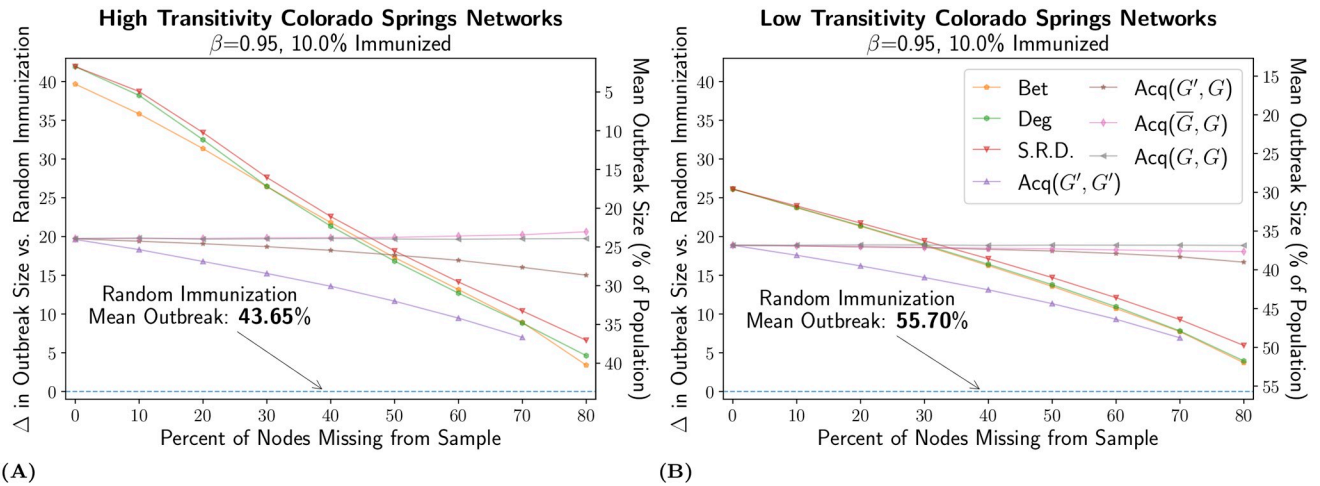 High Transitivity Colorado Springs Networks
β=0.95, 10.0% Immunized
△ in Outbreak Size vs. Random Immunization
40
35
30
25
20
15
10
5
0
Random Immunization
Mean Outbreak: 43.65%
5
10
15
20
25
30
35
40
Mean Outbreak Size (% of Population)
0 10 20 30 40 50 60 70 80
Percent of Nodes Missing from Sample
(A)
Low Transitivity Colorado Springs Networks
β=0.95, 10.0% Immunized
△ in Outbreak Size vs. Random Immunization
40
35
30
25
20
15
10
5
0
Bet
Deg
S.R.D.
Acq(G′, G′)
Acq(G′, G)
Acq(G̅, G)
Acq(G, G)
Random Immunization
Mean Outbreak: 55.70%
15
20
25
30
35
40
45
50
55
Mean Outbreak Size (% of Population)
0 10 20 30 40 50 60 70 80
Percent of Nodes Missing from Sample
(B)